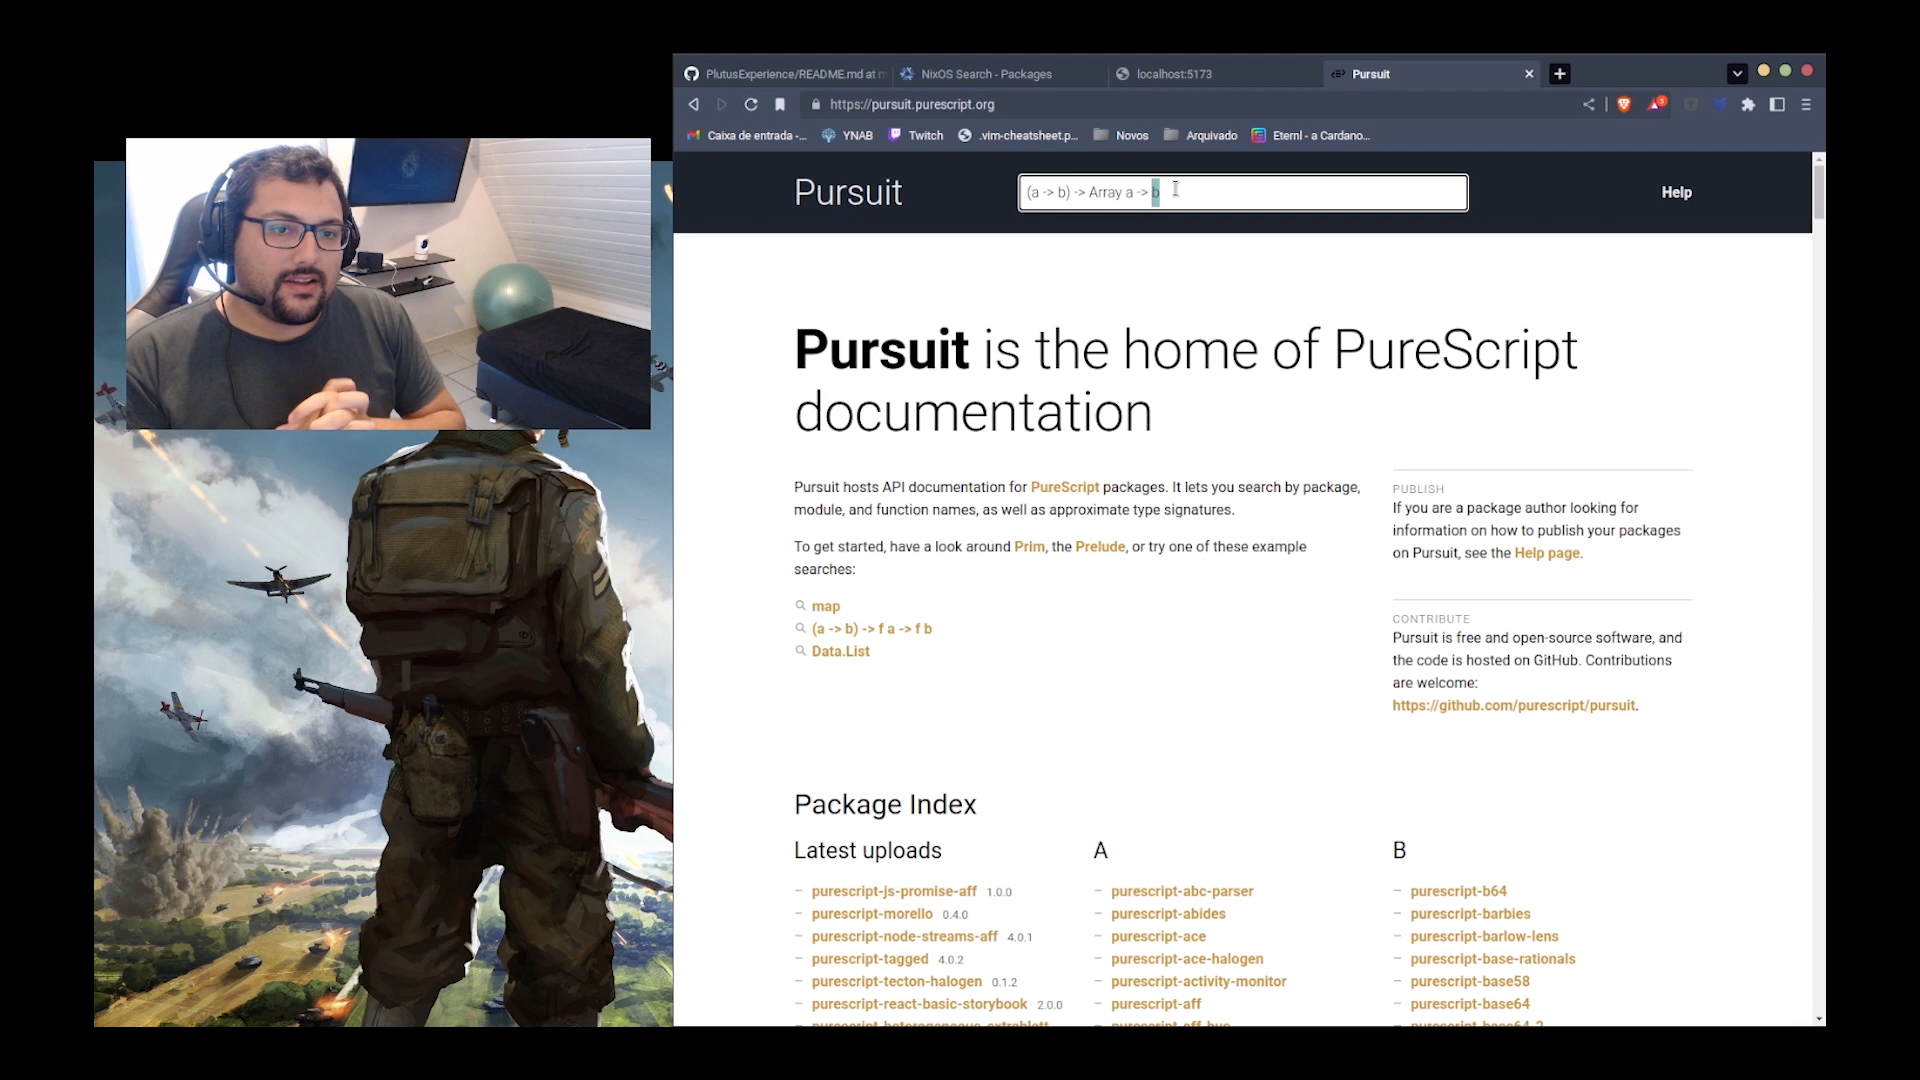 PlutusExperience/README.md at m
NixOS Search - Packages
localhost:5173
Pursuit
https://pursuit.purescript.org
Caixa de entrada -...
YNAB
Twitch
.vim-cheatsheet.p...
Novos
Arquivado
Eternl - a Cardano...
Pursuit
(a -> b) -> Array a -> b
Help
Pursuit is the home of PureScript
documentation
Pursuit hosts API documentation for PureScript packages. It lets you search by package,
module, and function names, as well as approximate type signatures.
To get started, have a look around Prim, the Prelude, or try one of these example
searches:
map
(a -> b) -> f a -> f b
Data.List
PUBLISH
If you are a package author looking for
information on how to publish your packages
on Pursuit, see the Help page.
CONTRIBUTE
Pursuit is free and open-source software, and
the code is hosted on GitHub. Contributions
are welcome:
https://github.com/purescript/pursuit.
Package Index
Latest uploads
– purescript-js-promise-aff 1.0.0
– purescript-morello 0.4.0
– purescript-node-streams-aff 4.0.1
– purescript-tagged 4.0.2
– purescript-tecton-halogen 0.1.2
– purescript-react-basic-storybook 2.0.0
A
– purescript-abc-parser
– purescript-abides
– purescript-ace
– purescript-ace-halogen
– purescript-activity-monitor
– purescript-aff
B
– purescript-b64
– purescript-barbies
– purescript-barlow-lens
– purescript-base-rationals
– purescript-base58
– purescript-base64